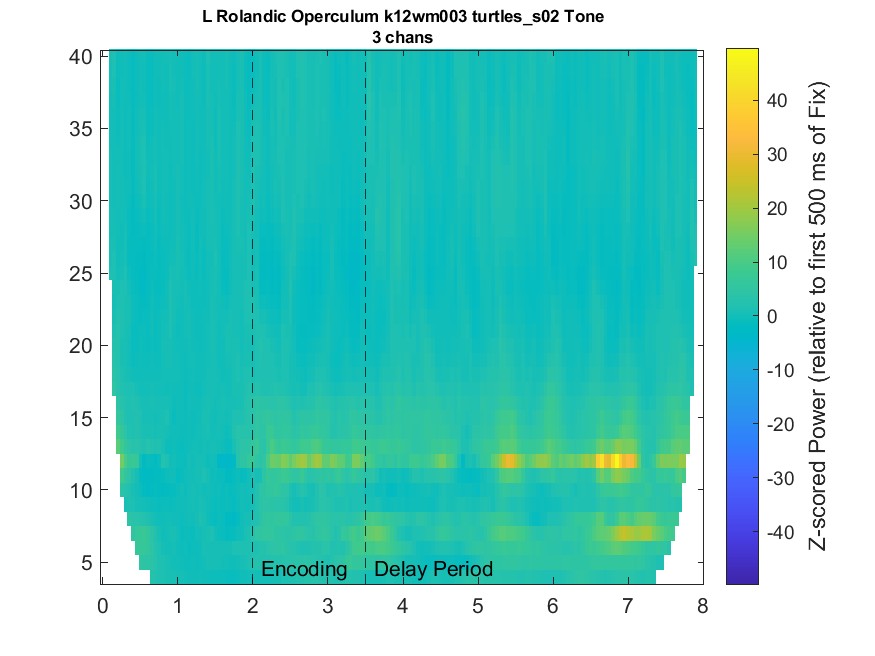 L Rolandic Operculum k12wm003 turtles_s02 Tone
3 chans
40
35
30
25
20
15
10
5
Encoding
Delay Period
0 1 2 3 4 5 6 7 8
40
30
20
10
0
-10
-20
-30
-40
Z-scored Power (relative to first 500 ms of Fix)